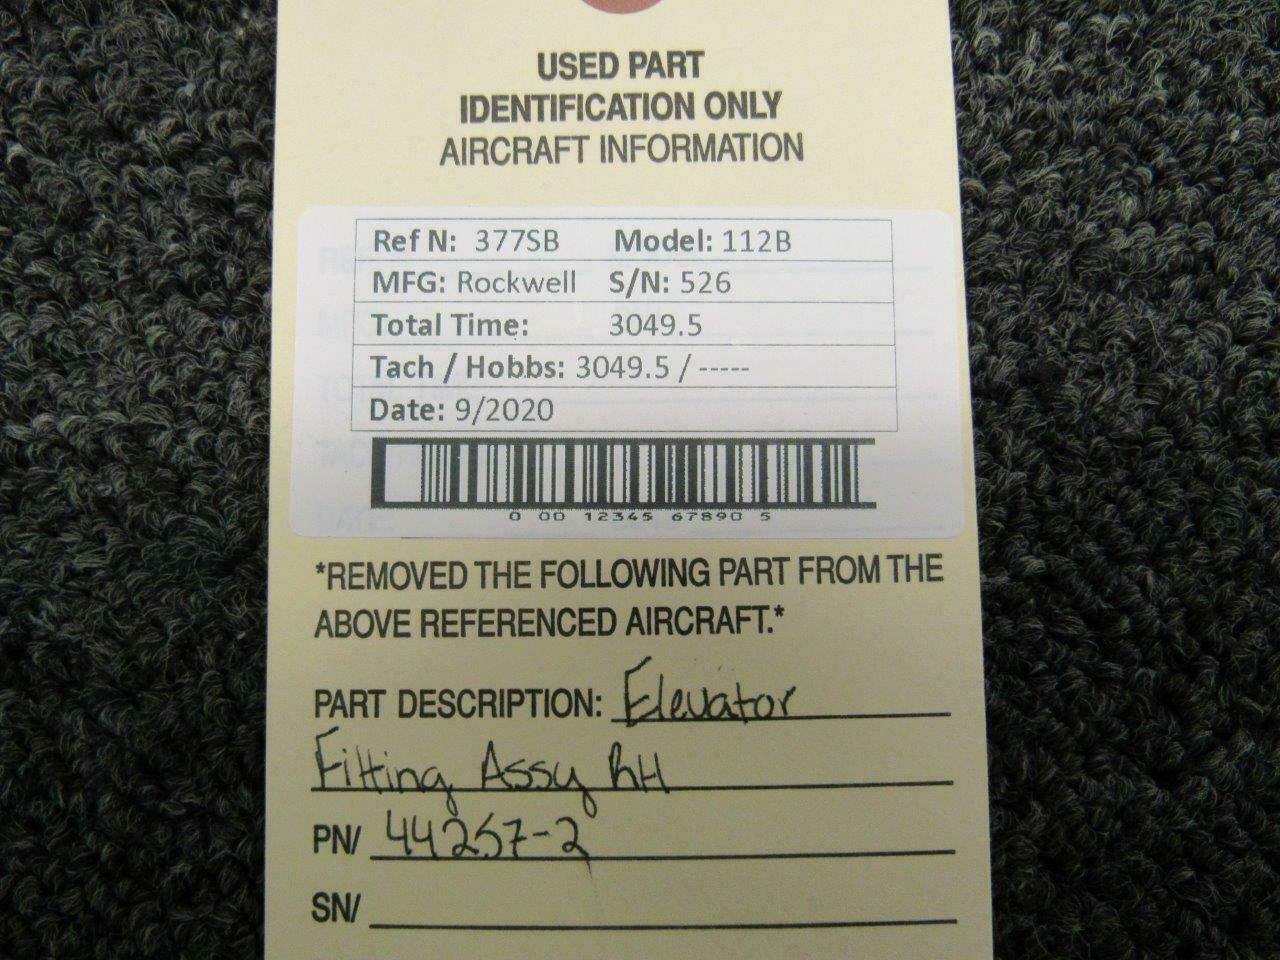 USED PART
IDENTIFICATION ONLY
AIRCRAFT INFORMATION
Ref N: 377SB Model: 112B
MFG: Rockwell S/N: 526
Total Time: 3049.5
Tach / Hobbs: 3049.5 / -----
Date: 9/2020
0 00 12345 67890 5
*REMOVED THE FOLLOWING PART FROM THE
ABOVE REFERENCED AIRCRAFT.*
PART DESCRIPTION: Elevator
Fitting Assy RH
PN/ 44257-2
SN/